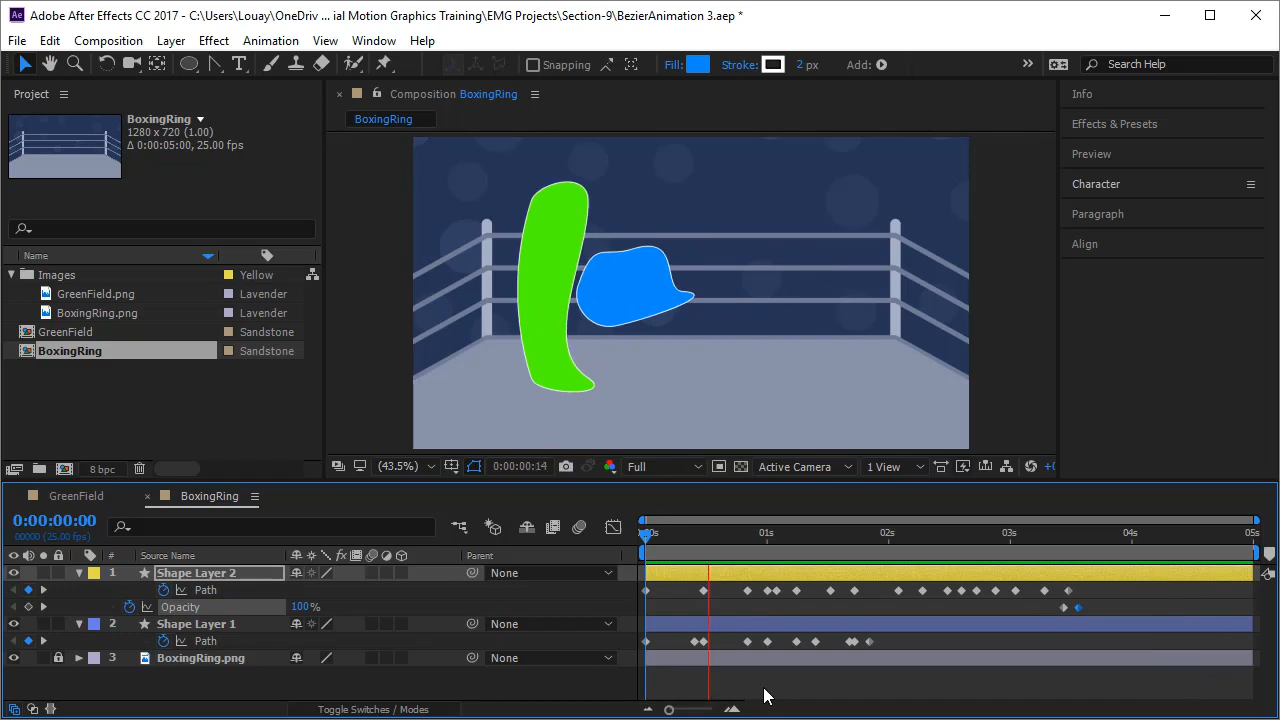 Ae Adobe After Effects CC 2017 - C:\Users\Louay\OneDriv ... ial Motion Graphics Training\EMG Projects\Section-9\BezierAnimation 3.aep *
File Edit Composition Layer Effect Animation View Window Help
Snapping Fill: Stroke: 2 px Add: Search Help
Project
BoxingRing
1280 x 720 (1.00)
Δ 0:00:05:00, 25.00 fps
Name
Images Yellow
GreenField.png Lavender
BoxingRing.png Lavender
GreenField Sandstone
BoxingRing Sandstone
8 bpc
Composition BoxingRing
BoxingRing
(43.5%) 0:00:00:14 Full Active Camera 1 View +0
Info
Effects & Presets
Preview
Character
Paragraph
Align
GreenField BoxingRing
0:00:00:00
00000 (25.00 fps)
00s 01s 02s 03s 04s 05s
# Source Name fx Parent
1 Shape Layer 2 None
Path
Opacity 100 %
2 Shape Layer 1 None
Path
3 BoxingRing.png None
Toggle Switches / Modes